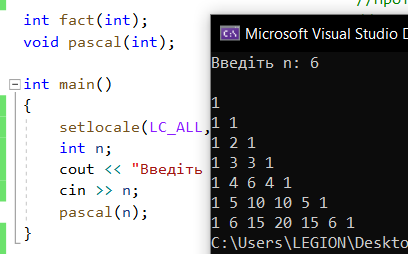 //Прот
int fact(int);
void pascal(int);
int main()
{
setlocale(LC_ALL,
int n;
cout << "Введіть
cin >> n;
pascal(n);
}
C:\
Microsoft Visual Studio
Введіть n: 6
1
1 1
1 2 1
1 3 3 1
1 4 6 4 1
1 5 10 10 5 1
1 6 15 20 15 6 1
C:\Users\LEGION\Deskto